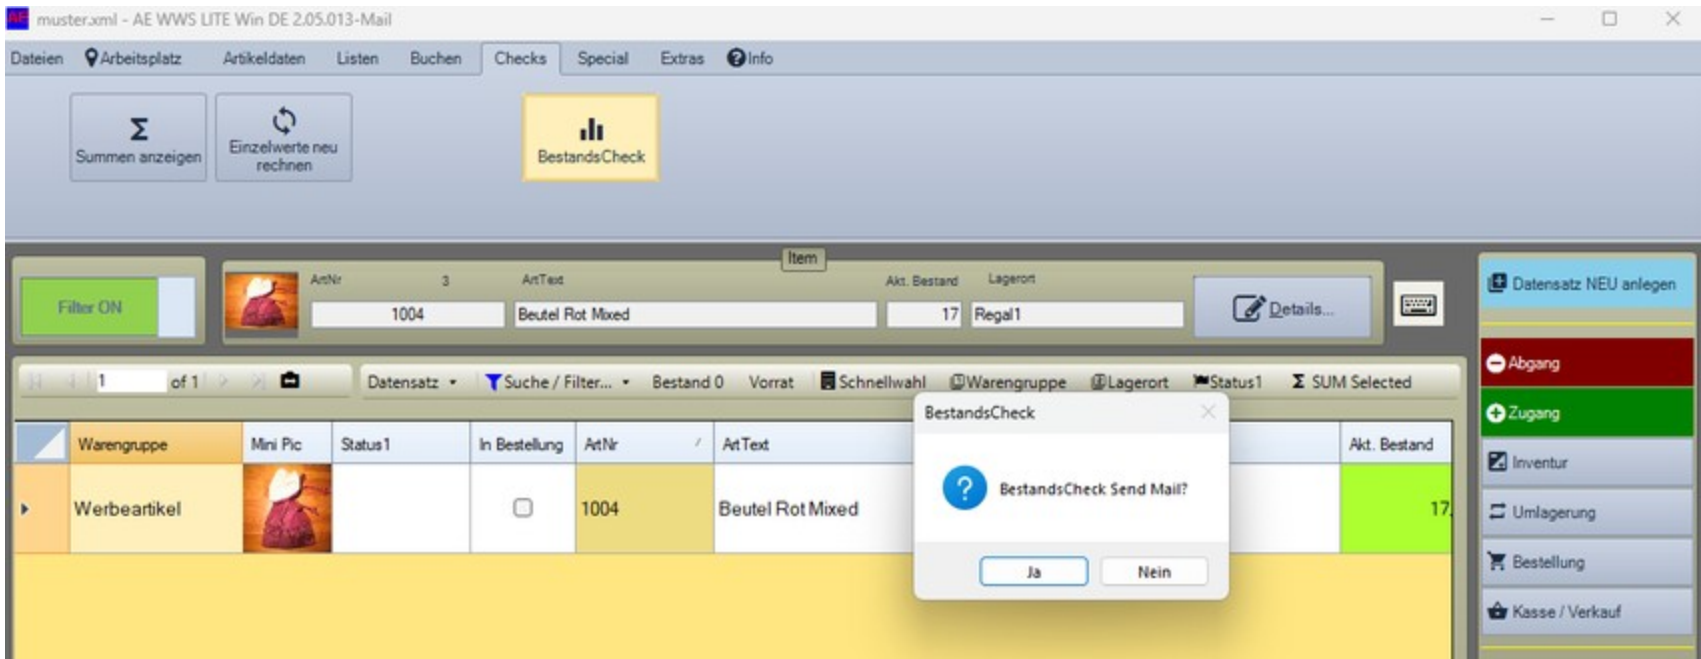 AE muster.xml - AE WWS LITE Win DE 2.05.013-Mail
Dateien Arbeitsplatz Artikeldaten Listen Buchen Checks Special Extras Info
Summen anzeigen
Einzelwerte neu
rechnen
BestandsCheck
Item
Filter ON
ArtNr 3 ArtText Akt. Bestand Lagerort
1004 Beutel Rot Mixed 17 Regal1
Details...
Datensatz NEU anlegen
1 of 1 Datensatz Suche / Filter... Bestand 0 Vorrat Schnellwahl Warengruppe Lagerort Status1 Σ SUM Selected
Abgang
Zugang
Inventur
Umlagerung
Bestellung
Kasse / Verkauf
Warengruppe Mini Pic Status1 In Bestellung ArtNr / ArtText Akt. Bestand
Werbeartikel 1004 Beutel Rot Mixed 17,
BestandsCheck
BestandsCheck Send Mail?
Ja Nein